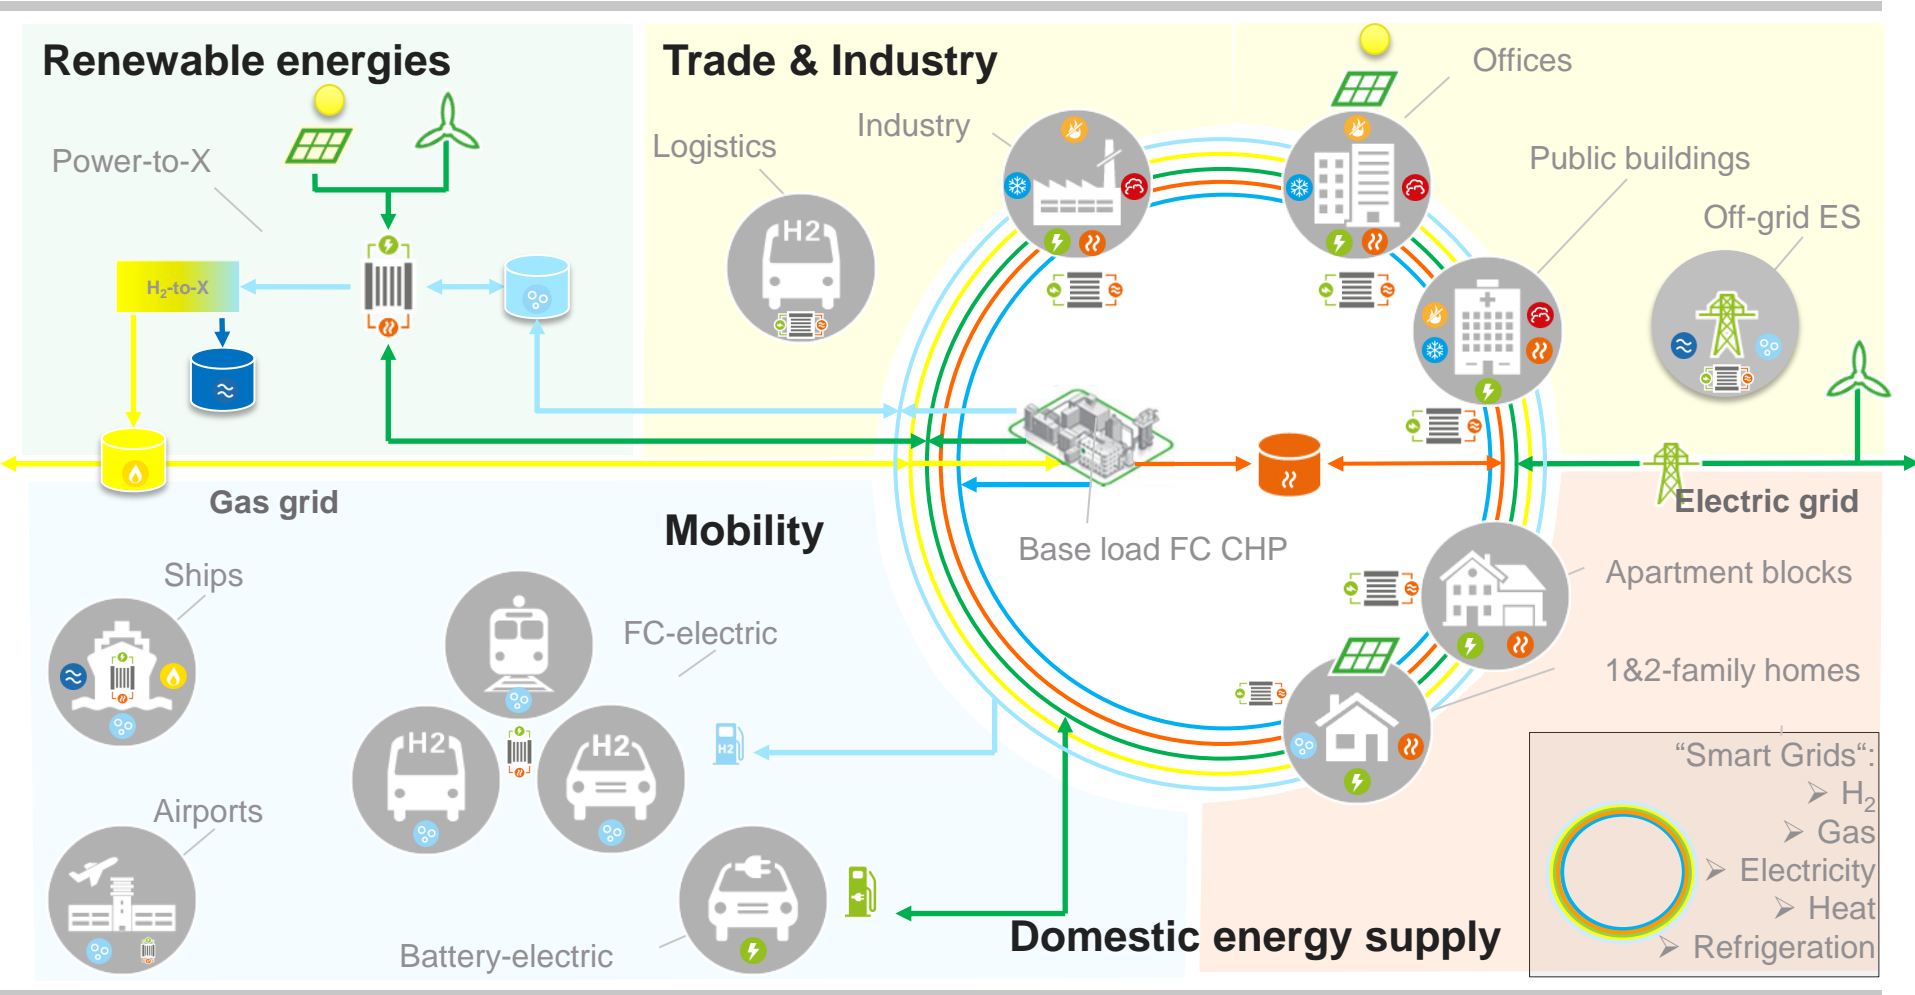 Renewable energies
Trade & Industry
Offices
Power-to-X
Logistics
Industry
Public buildings
Off-grid ES
H2
H₂-to-X
Gas grid
Electric grid
Mobility
Base load FC CHP
Ships
Apartment blocks
FC-electric
1&2-family homes
H2
H2
H2
Airports
Battery-electric
Domestic energy supply
“Smart Grids“:
➢ H₂
➢ Gas
➢ Electricity
➢ Heat
➢ Refrigeration